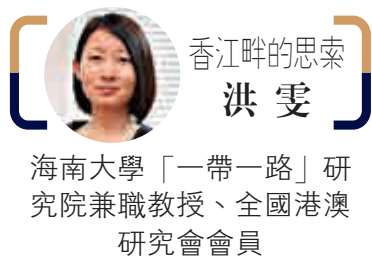 香江畔的思索
洪雯
海南大學「一帶一路」研
究院兼職教授、全國港澳
研究會會員